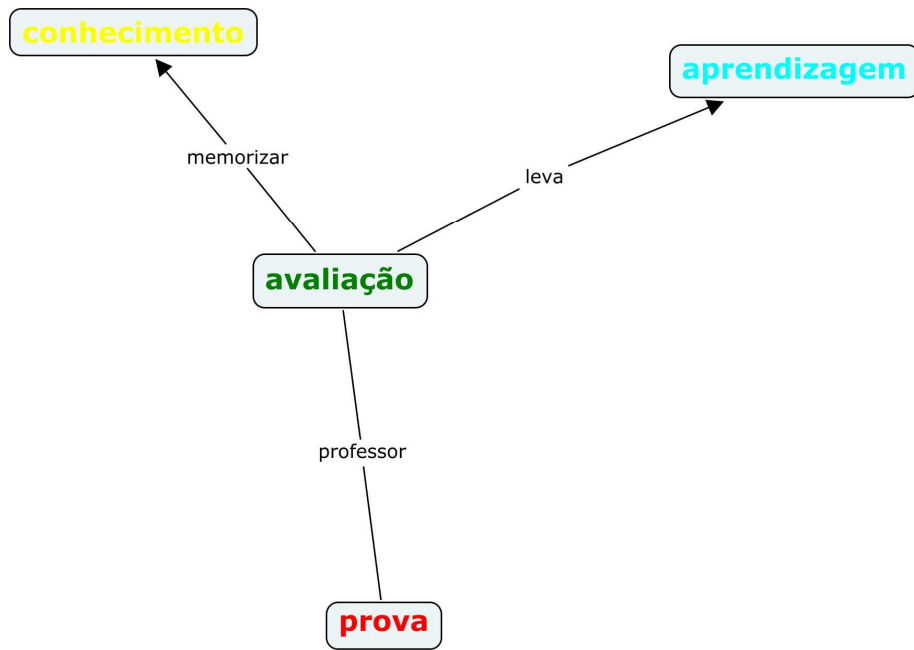 conhecimento
aprendizagem
memorizar
leva
avaliação
professor
prova